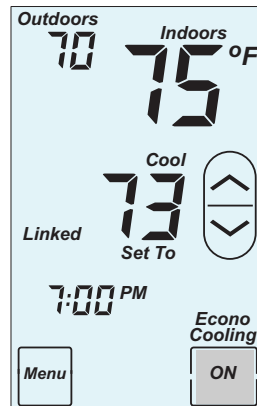 Outdoors
70
Indoors
75 °F
Cool
73
Linked
Set To
7:00 PM
Econo
Cooling
Menu
ON